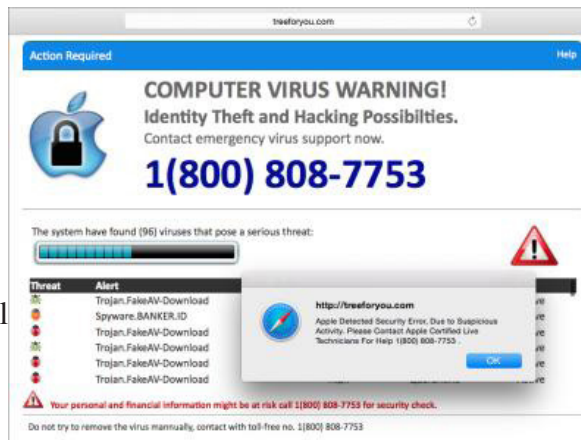 treeforyou.com
Action Required
Help
COMPUTER VIRUS WARNING!
Identity Theft and Hacking Possibilties.
Contact emergency virus support now.
1(800) 808-7753
The system have found (96) viruses that pose a serious threat:
Threat Alert
Trojan.FakeAV-Download
Spyware.BANKER.ID
Trojan.FakeAV-Download
Trojan.FakeAV-Download
Trojan.FakeAV-Download
Trojan.FakeAV-Download
http://treeforyou.com
Apple Detected Security Error, Due to Suspicious
Activity. Please Contact Apple Certified Live
Technicians For Help 1(800) 808-7753 .
OK
Your personal and financial information might be at risk call 1(800) 808-7753 for security check.
Do not try to remove the virus mannually, contact with toll-free no. 1(800) 808-7753